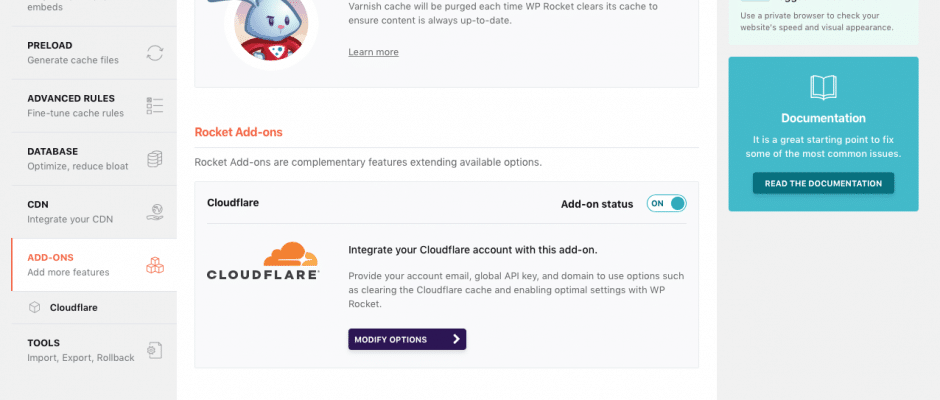 embeds
PRELOAD
Generate cache files
ADVANCED RULES
Fine-tune cache rules
DATABASE
Optimize, reduce bloat
CDN
Integrate your CDN
ADD-ONS
Add more features
Cloudflare
TOOLS
Import, Export, Rollback
Varnish cache will be purged each time WP Rocket clears its cache to
ensure content is always up-to-date.
Learn more
Rocket Add-ons
Rocket Add-ons are complementary features extending available options.
Cloudflare
Add-on status
ON
CLOUDFLARE
Integrate your Cloudflare account with this add-on.
Provide your account email, global API key, and domain to use options such
as clearing the Cloudflare cache and enabling optimal settings with WP
Rocket.
MODIFY OPTIONS
Use a private browser to check your
website's speed and visual appearance.
Documentation
It is a great starting point to fix
some of the most common issues.
READ THE DOCUMENTATION